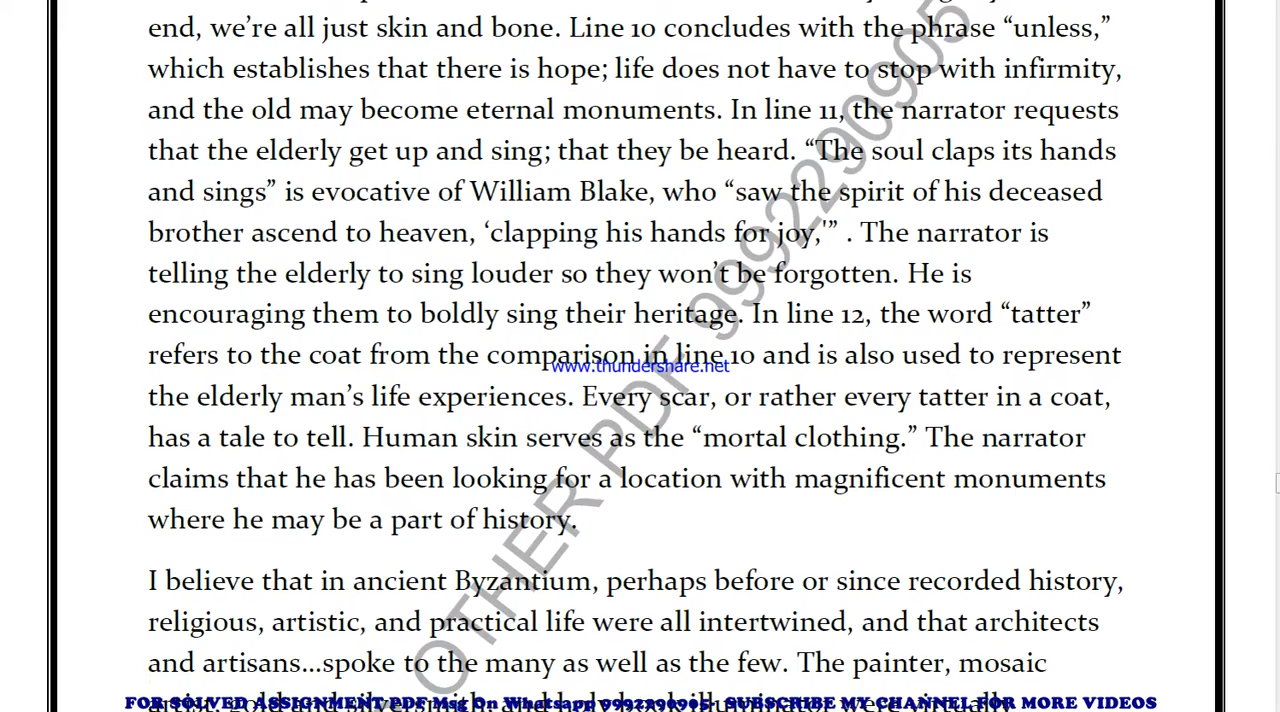 end, we’re all just skin and bone. Line 10 concludes with the phrase “unless,”
which establishes that there is hope; life does not have to stop with infirmity,
and the old may become eternal monuments. In line 11, the narrator requests
that the elderly get up and sing; that they be heard. “The soul claps its hands
and sings” is evocative of William Blake, who “saw the spirit of his deceased
brother ascend to heaven, ‘clapping his hands for joy,'” . The narrator is
telling the elderly to sing louder so they won’t be forgotten. He is
encouraging them to boldly sing their heritage. In line 12, the word “tatter”
refers to the coat from the comparison in line 10 and is also used to represent
www.thundershare.net
the elderly man’s life experiences. Every scar, or rather every tatter in a coat,
has a tale to tell. Human skin serves as the “mortal clothing.” The narrator
claims that he has been looking for a location with magnificent monuments
where he may be a part of history.
I believe that in ancient Byzantium, perhaps before or since recorded history,
religious, artistic, and practical life were all intertwined, and that architects
and artisans...spoke to the many as well as the few. The painter, mosaic
FOR SOLVED ASSIGNMENT PDF Msg On Whatsapp 9992290905- SUBSCRIBE MY CHANNEL FOR MORE VIDEOS
OTHER PDF 9992290905